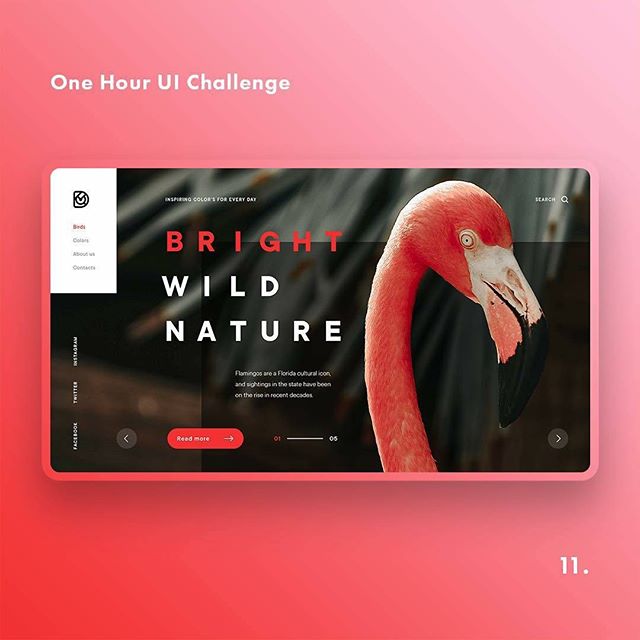 One Hour UI Challenge
Birds
Colors
About us
Contacts
INSTAGRAM
TWITTER
FACEBOOK
INSPIRING COLOR'S FOR EVERY DAY
SEARCH
BRIGHT
WILD
NATURE
Flamingos are a Florida cultural icon,
and sightings in the state have been
on the rise in recent decades.
Read more
01
05
11.